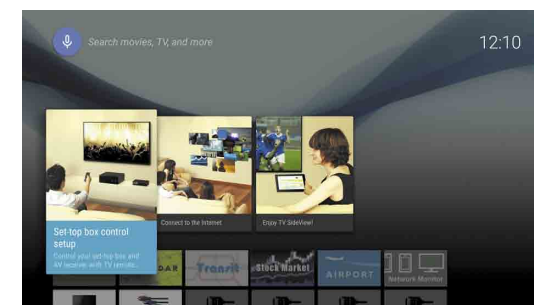 Search movies, TV, and more
12:10
Set-top box control
setup
Control your set-top box and
AV receiver with TV remote...
Connect to the Internet
Enjoy TV SideView!
DAR
Transit
Stock Market
AIRPORT
Network Monitor